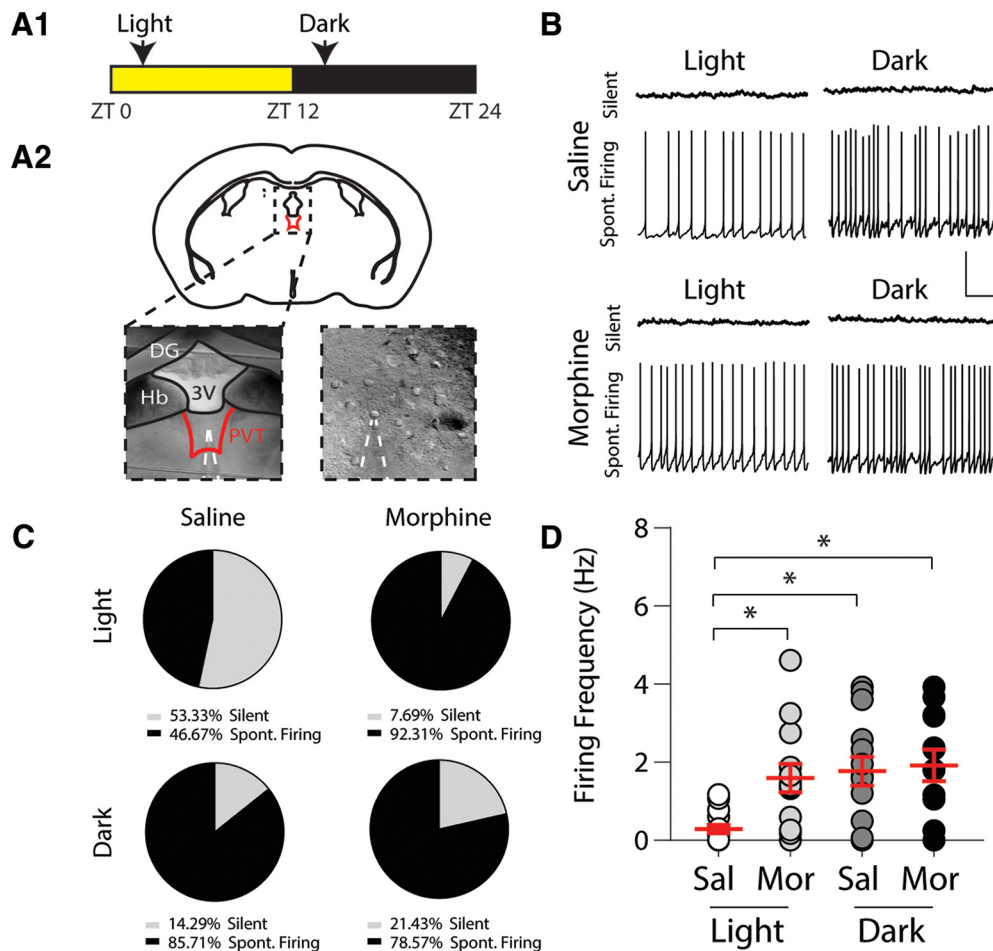 A1
Light Dark
ZT 0 ZT 12 ZT 24
A2
DG
Hb
3V
PVT
B
Light Dark
Saline
Silent
Spont. Firing
Light Dark
Morphine
Silent
Spont. Firing
C
Saline Morphine
Light
53.33% Silent
46.67% Spont. Firing
7.69% Silent
92.31% Spont. Firing
Dark
14.29% Silent
85.71% Spont. Firing
21.43% Silent
78.57% Spont. Firing
D
Firing Frequency (Hz)
8
6
4
2
0
*
*
*
Sal Mor Sal Mor
Light Dark